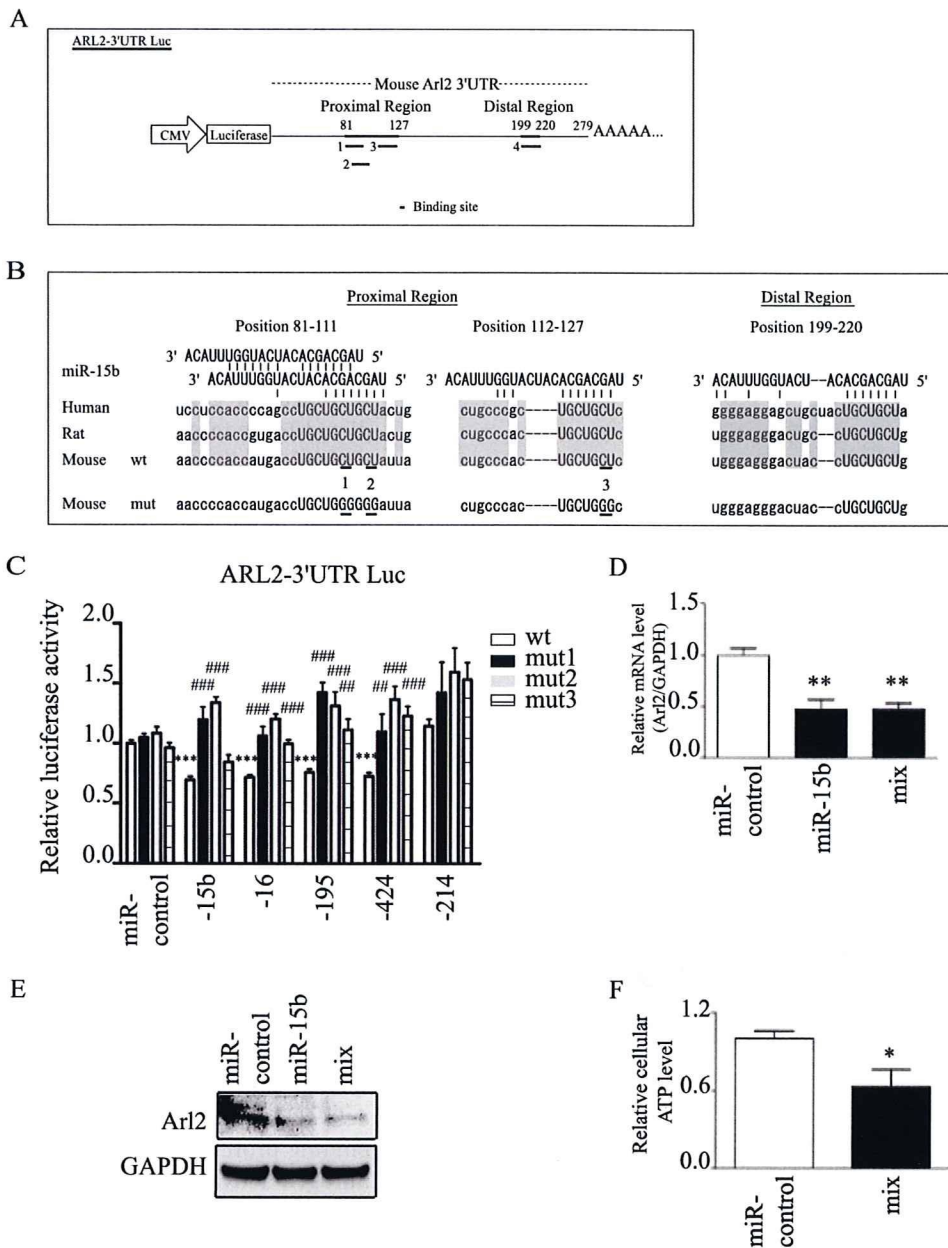 A
ARL2-3'UTR Luc
Mouse Arl2 3'UTR
Proximal Region Distal Region
81 127 199 220 279 AAAAA...
CMV Luciferase
1 3 4
2
- Binding site
B
Proximal Region Distal Region
Position 81-111 Position 112-127 Position 199-220
3' ACAUUUGGUACUACACGACGAU 5'
miR-15b
3' ACAUUUGGUACUACACGACGAU 5' ACAUUUGGUACUACACGACGAU 5' 3' ACAUUUGGUACU--ACACGACGAU 5'
Human uccuccaccccagccUGCUGCUGCUacug cugcccgc----UGCUGCUc ggggaggagcugcuacUGCUGCUa
Rat aaccccaccgugaccUGCUGCUGCUacug cugcccac----UGCUGCUc ugggagggacugc--cUGCUGCUg
Mouse wt aaccccaccaugaccUGCUGCUGCUauua cugcccac----UGCUGCUc ugggagggacuac--cUGCUGCUg
1 2 3
Mouse mut aaccccaccaugaccUGCUGGGGGGauua cugcccac----UGCUGGGc ugggagggacuac--cUGCUGCUg
C
ARL2-3'UTR Luc
Relative luciferase activity
2.0
1.5
1.0
0.5
0.0
wt
mut1
mut2
mut3
*** ### ###
*** ### ### ###
*** ### ### ##
*** ## ### ###
miR-control
-15b
-16
-195
-424
-214
D
Relative mRNA level
(Arl2/GAPDH)
1.5
1.0
0.5
0.0
** **
miR-control
miR-15b
mix
E
miR-control
miR-15b
mix
Arl2
GAPDH
F
Relative cellular
ATP level
1.2
0.6
0.0
*
miR-control
mix